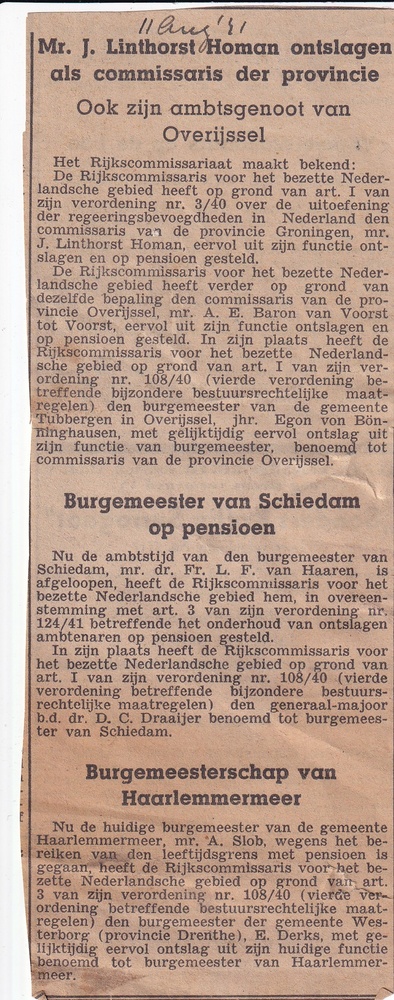 11 Aug '41
Mr. J. Linthorst Homan ontslagen
als commissaris der provincie
Ook zijn ambtsgenoot van
Overijssel
Het Rijkscommissariaat maakt bekend:
De Rijkscommissaris voor het bezette Neder-
landsche gebied heeft op grond van art. I van
zijn verordening nr. 3/40 over de uitoefening
der regeeringsbevoegdheden in Nederland den
commissaris van de provincie Groningen, mr.
J. Linthorst Homan, eervol uit zijn functie ont-
slagen en op pensioen gesteld.
De Rijkscommissaris voor het bezette Neder-
landsche gebied heeft verder op grond van
dezelfde bepaling den commissaris van de pro-
vincie Overijssel, mr. A. E. Baron van Voorst
tot Voorst, eervol uit zijn functie ontslagen en
op pensioen gesteld. In zijn plaats heeft de
Rijkscommissaris voor het bezette Nederland-
sche gebied op grond van art. I van zijn ver-
ordening nr. 108/40 (vierde verordening be-
treffende bijzondere bestuursrechtelijke maat-
regelen) den burgemeester van de gemeente
Tubbergen in Overijssel, jhr. Egon von Bön-
ninghausen, met gelijktijdig eervol ontslag uit
zijn functie van burgemeester, benoemd tot
commissaris van de provincie Overijssel.
Burgemeester van Schiedam
op pensioen
Nu de ambtstijd van den burgemeester van
Schiedam, mr. dr. Fr. L. F. van Haaren, is
afgeloopen, heeft de Rijkscommissaris voor het
bezette Nederlandsche gebied hem, in overeen-
stemming met art. 3 van zijn verordening nr.
124/41 betreffende het onderhoud van ontslagen
ambtenaren op pensioen gesteld.
In zijn plaats heeft de Rijkscommissaris voor
het bezette Nederlandsche gebied op grond van
art. I van zijn verordening nr. 108/40 (vierde
verordening betreffende bijzondere bestuurs-
rechtelijke maatregelen) den generaal-majoor
b.d. dr. D. C. Draaijer benoemd tot burgemees-
ter van Schiedam.
Burgemeesterschap van
Haarlemmermeer
Nu de huidige burgemeester van de gemeente
Haarlemmermeer, mr. A. Slob, wegens het be-
reiken van den leeftijdsgrens met pensioen is
gegaan, heeft de Rijkscommissaris voor het be-
zette Nederlandsche gebied op grond van art.
3 van zijn verordening nr. 108/40 (vierde ver-
ordening betreffende bestuursrechtelijke maat-
regelen) den burgemeester der gemeente Wes-
terborg (provincie Drenthe), E. Derks, met ge-
lijktijdig eervol ontslag uit zijn huidige functie
benoemd tot burgemeester van Haarlemmer-
meer.